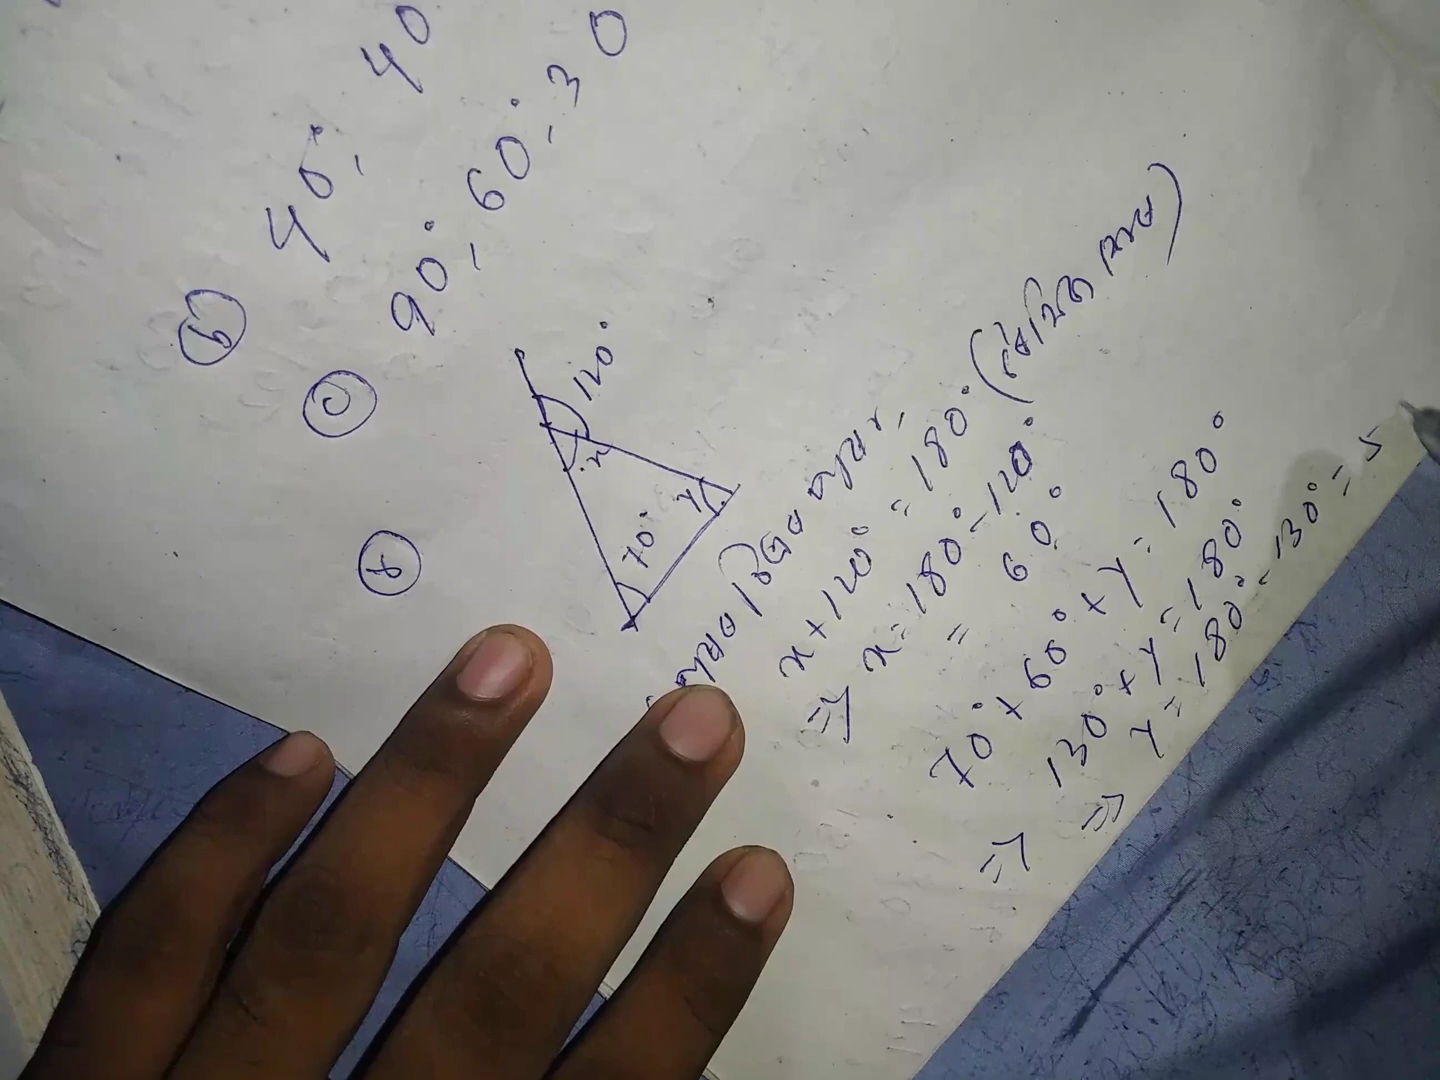 (b) 45°, 40
(c) 90°, 60°, 30
(d)
120°
x
70°
y
x + 120° = 180°
⇒ x = 180° - 120°
= 60°
70° + 60° + y = 180°
⇒ 130° + y = 180°
⇒ y = 180° - 130° = 5